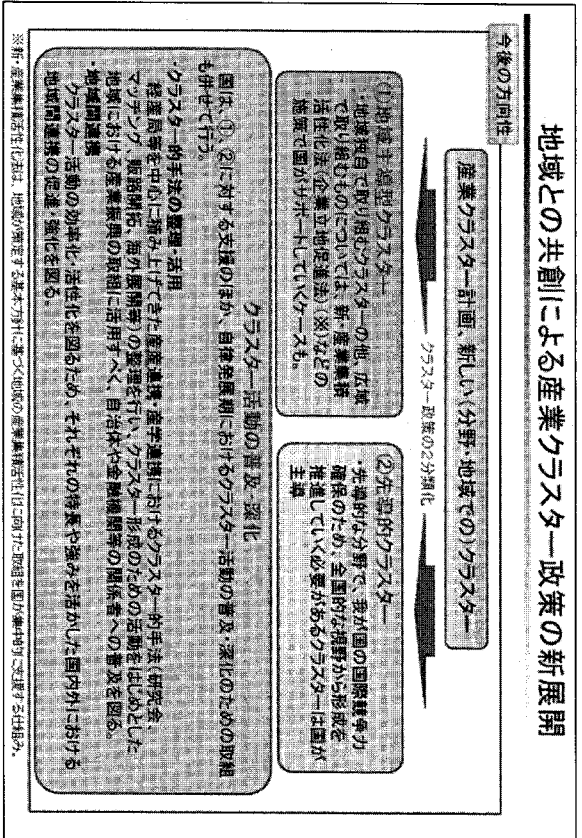 地域との共創による産業クラスター政策の新展開
今後の方向性
産業クラスター計画、新しい(分野・地域での)クラスター
クラスター政策の2分類化
①地域主導型クラスター
・地域独自で取り組むクラスターの他、広域
で取り組むものについては、新・産業集積
活性化法(企業立地促進法)(※)などの
施策で国がサポートしていくケースも。
②先導的クラスター
・先導的な分野で、我が国の国際競争力
確保のため、全国的な視野から形成を
推進していく必要があるクラスターは国が
主導
クラスター活動の普及・深化
国は、①、②に対する支援のほか、自律発展期におけるクラスター活動の普及・深化のための取組
も併せて行う。
・クラスター的手法の整理・活用
経産局等を中心に積み上げてきた産産連携・産学連携におけるクラスター的手法(研究会、
マッチング、販路開拓、海外展開等)の整理を行い、クラスター形成のための活動をはじめとした
地域における産業振興の取組に活用すべく、自治体や金融機関等の関係者への普及を図る。
・地域間連携
クラスター活動の効率化・活性化を図るため、それぞれの特長や強みを活かした国内外における
地域間連携の促進・強化を図る。
※新・産業集積活性化法は、地域が策定する基本方針に基づく地域の産業集積活性化に向けた取組を国が集中的に支援する仕組み。